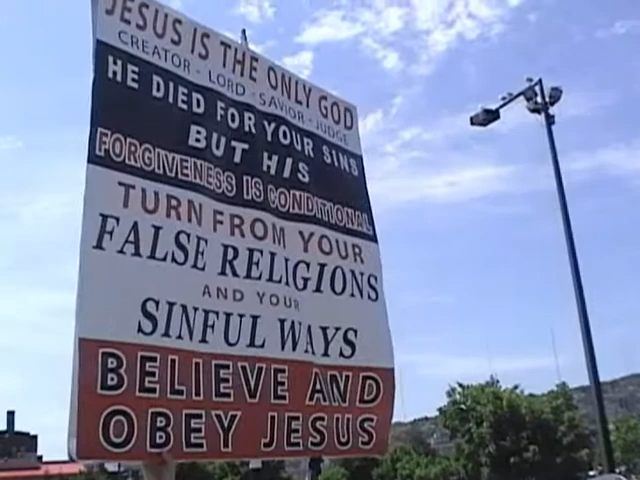 JESUS IS THE ONLY GOD
CREATOR - LORD - SAVIOR - JUDGE
HE DIED FOR YOUR SINS
BUT HIS
FORGIVENESS IS CONDITIONAL
TURN FROM YOUR
FALSE RELIGIONS
AND YOUR
SINFUL WAYS
BELIEVE AND
OBEY JESUS